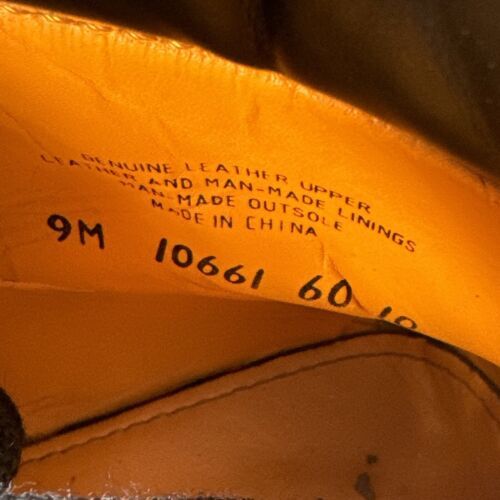 GENUINE LEATHER UPPER
LEATHER AND MAN-MADE LININGS
MAN-MADE OUTSOLE
MADE IN CHINA
9M 10661 60